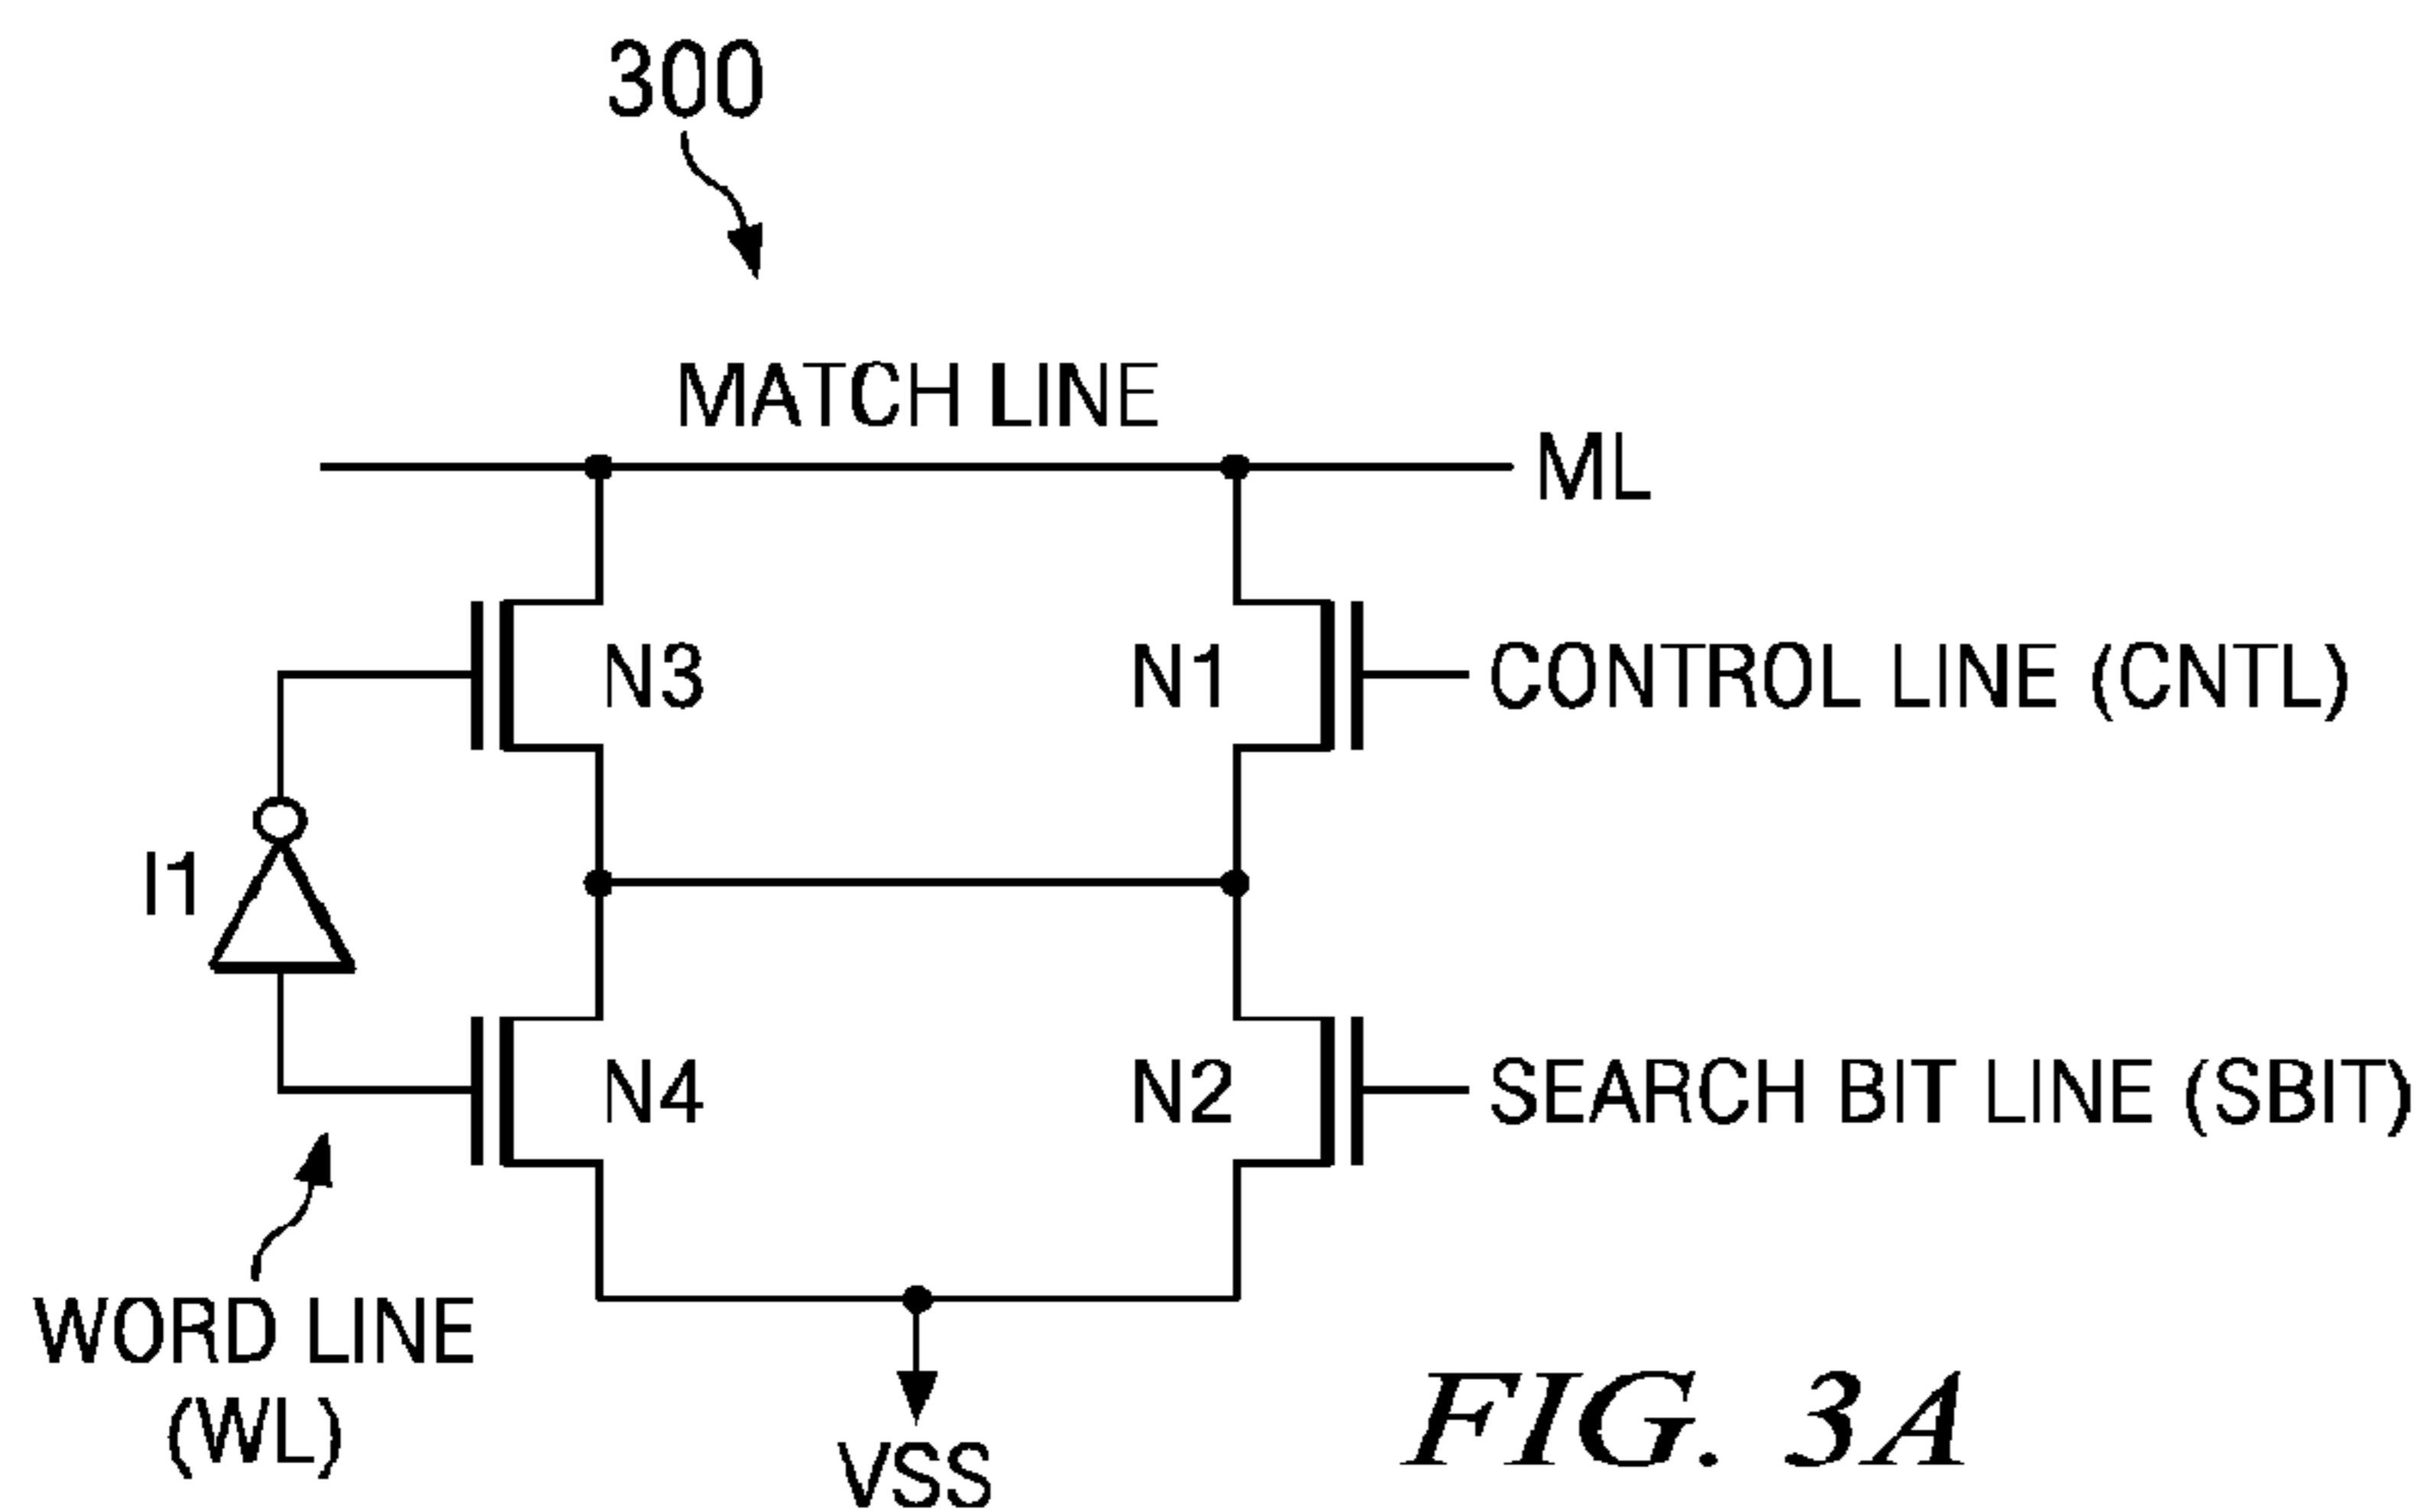 300
MATCH LINE
ML
N3
N1
CONTROL LINE (CNTL)
I1
N4
N2
SEARCH BIT LINE (SBIT)
WORD LINE
(WL)
VSS
FIG. 3A